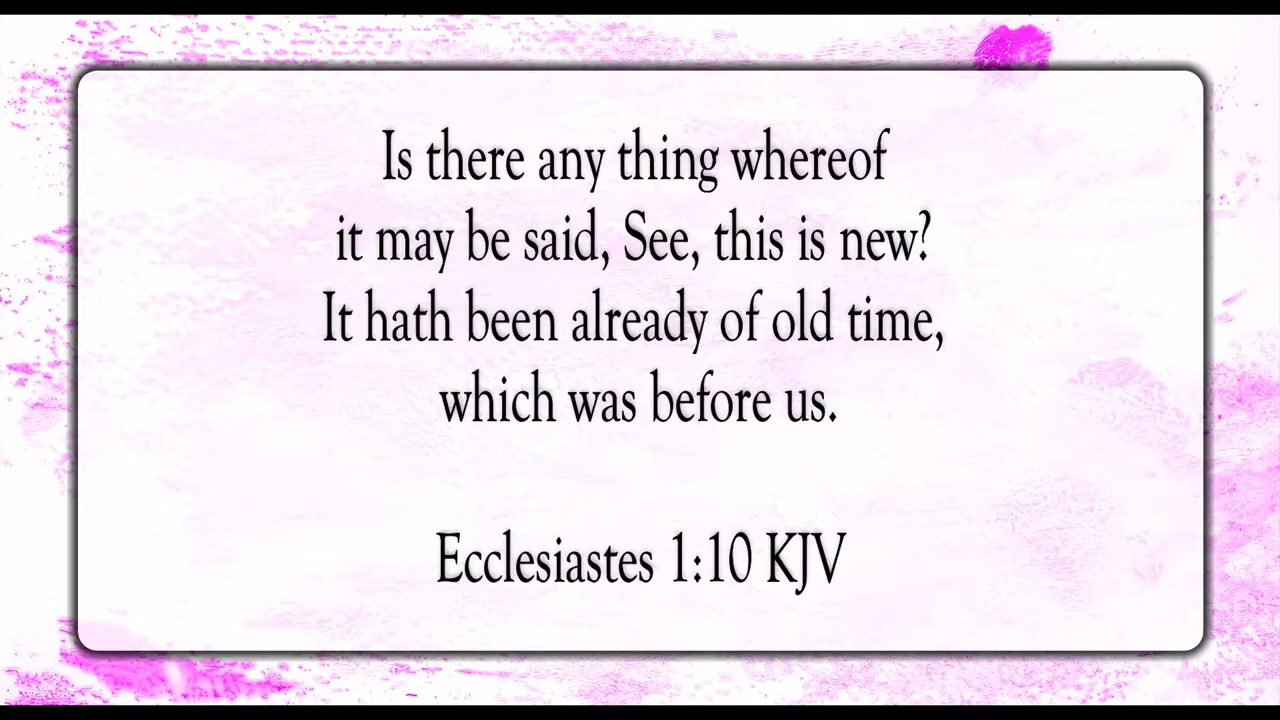 Is there any thing whereof
it may be said, See, this is new?
It hath been already of old time,
which was before us.
Ecclesiastes 1:10 KJV